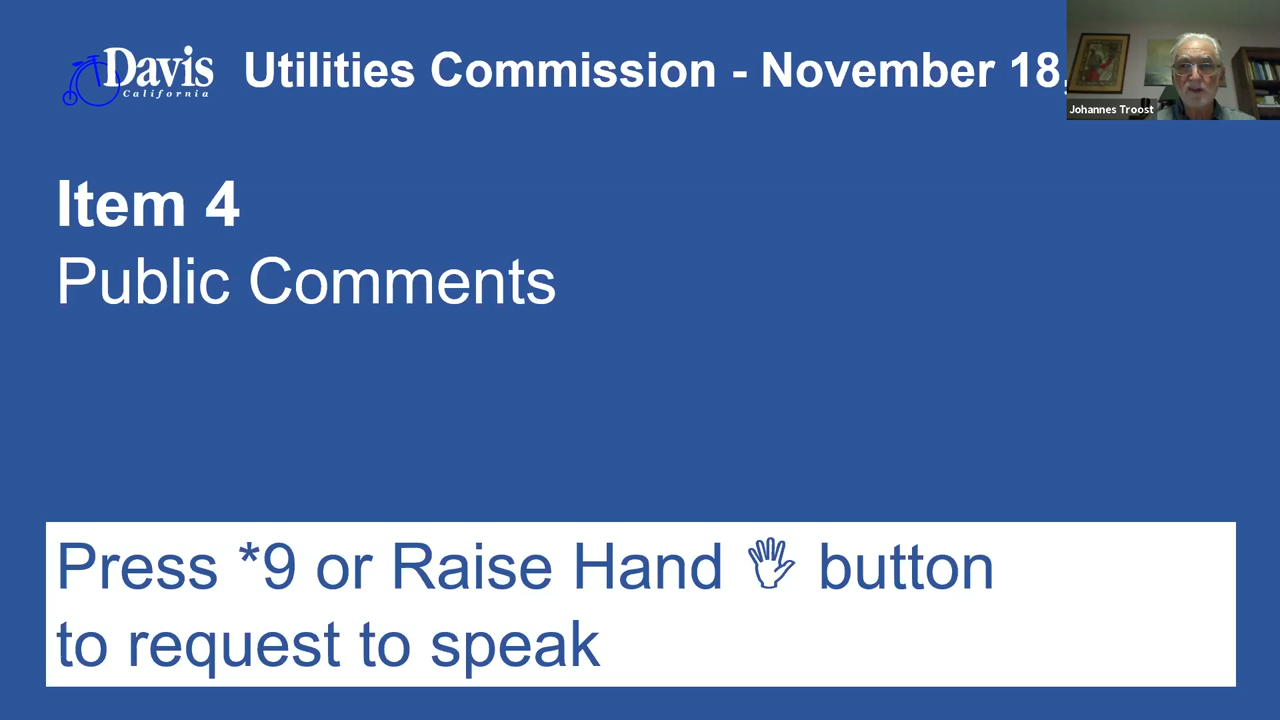 Davis
California
Utilities Commission - November 18,
Johannes Troost
Item 4
Public Comments
Press *9 or Raise Hand button
to request to speak